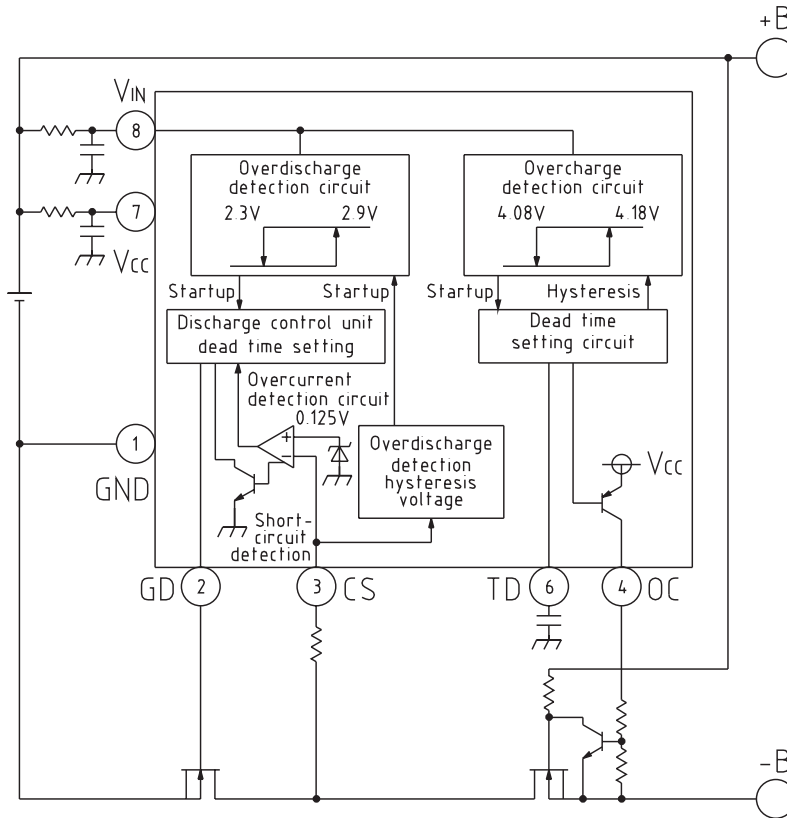 +B
VIN
8
Overdischarge
detection circuit
2.3V 2.9V
Overcharge
detection circuit
4.08V 4.18V
7
VCC
Startup
Startup
Startup
Hysteresis
Discharge control unit
dead time setting
Dead time
setting circuit
Overcurrent
detection circuit
0.125V
+
−
1
GND
Overdischarge
detection
hysteresis
voltage
VCC
Short-
circuit
detection
GD 2
3 CS
TD 6
4 OC
−B